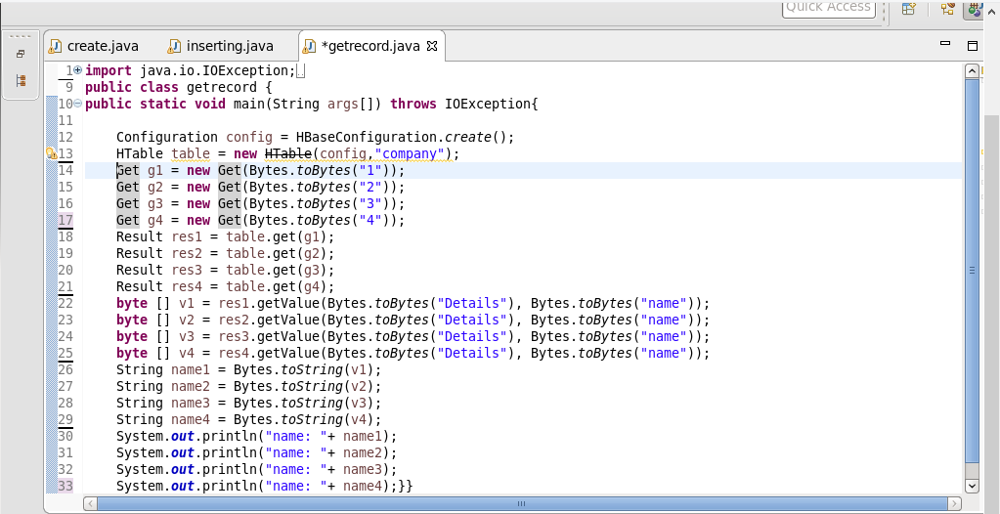 Quick Access
create.java inserting.java *getrecord.java
1 import java.io.IOException;
9 public class getrecord {
10 public static void main(String args[]) throws IOException{
11
12 Configuration config = HBaseConfiguration.create();
13 HTable table = new HTable(config,"company");
14 Get g1 = new Get(Bytes.toBytes("1"));
15 Get g2 = new Get(Bytes.toBytes("2"));
16 Get g3 = new Get(Bytes.toBytes("3"));
17 Get g4 = new Get(Bytes.toBytes("4"));
18 Result res1 = table.get(g1);
19 Result res2 = table.get(g2);
20 Result res3 = table.get(g3);
21 Result res4 = table.get(g4);
22 byte [] v1 = res1.getValue(Bytes.toBytes("Details"), Bytes.toBytes("name"));
23 byte [] v2 = res2.getValue(Bytes.toBytes("Details"), Bytes.toBytes("name"));
24 byte [] v3 = res3.getValue(Bytes.toBytes("Details"), Bytes.toBytes("name"));
25 byte [] v4 = res4.getValue(Bytes.toBytes("Details"), Bytes.toBytes("name"));
26 String name1 = Bytes.toString(v1);
27 String name2 = Bytes.toString(v2);
28 String name3 = Bytes.toString(v3);
29 String name4 = Bytes.toString(v4);
30 System.out.println("name: "+ name1);
31 System.out.println("name: "+ name2);
32 System.out.println("name: "+ name3);
33 System.out.println("name: "+ name4);}}